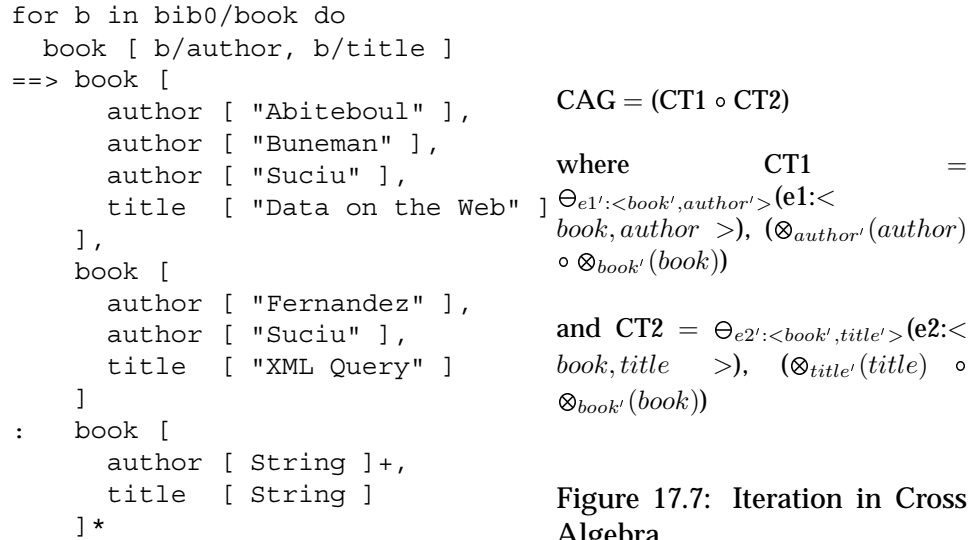 for b in bib0/book do
  book [ b/author, b/title ]
==> book [
       author [ "Abiteboul" ],
       author [ "Buneman" ],
       author [ "Suciu" ],
       title  [ "Data on the Web" ]
     ],
     book [
       author [ "Fernandez" ],
       author [ "Suciu" ],
       title  [ "XML Query" ]
     ]
:    book [
       author [ String ]+,
       title  [ String ]
     ]*
CAG = (CT1 ∘ CT2)
where CT1 =
⊖e1':<book',author'>(e1:<
book, author >), (⊗author'(author)
∘ ⊗book'(book))
and CT2 = ⊖e2':<book',title'>(e2:<
book, title >), (⊗title'(title) ∘
⊗book'(book))
Figure 17.7: Iteration in Cross
Algebra